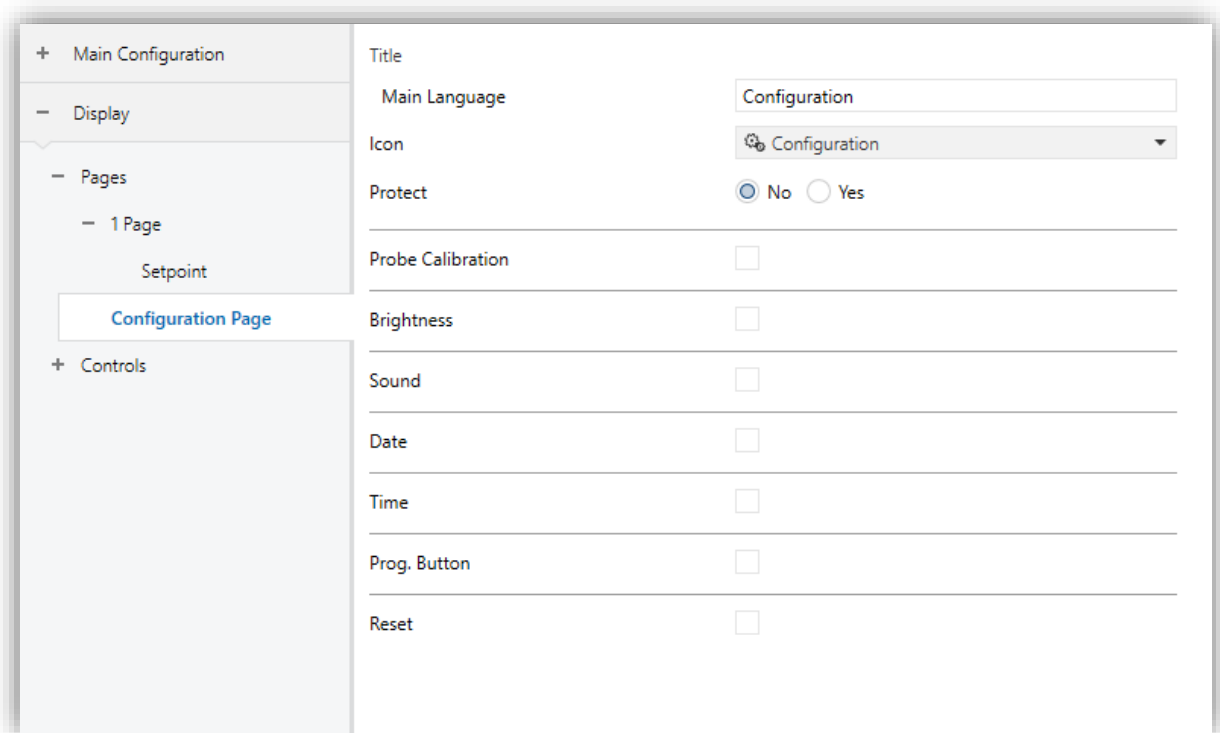 Main Configuration
Display
Pages
1 Page
Setpoint
Configuration Page
Controls
Title
Main Language Configuration
Icon Configuration
Protect No Yes
Probe Calibration
Brightness
Sound
Date
Time
Prog. Button
Reset